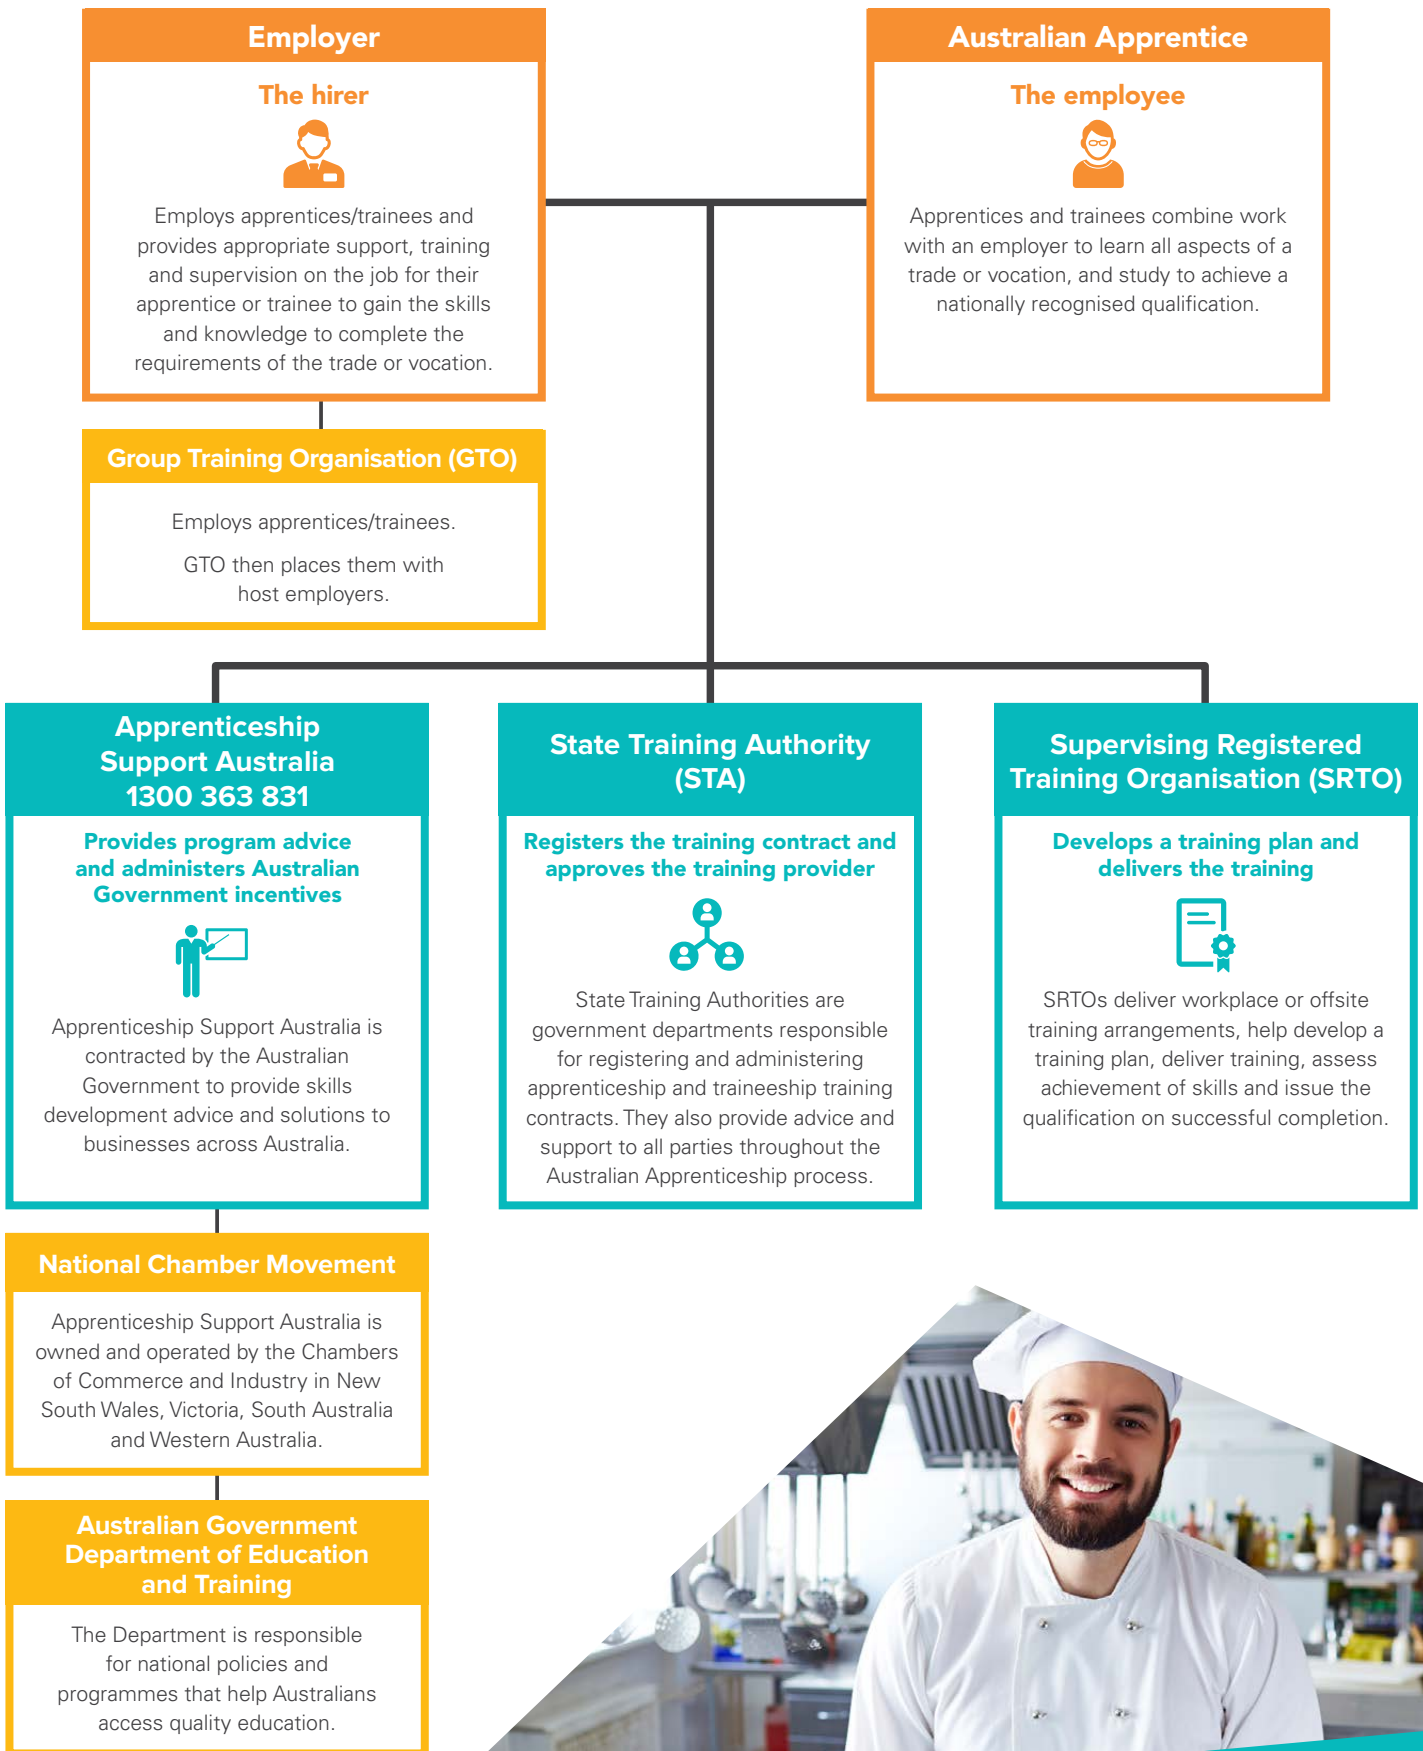 Employer
The hirer
Employs apprentices/trainees and
provides appropriate support, training
and supervision on the job for their
apprentice or trainee to gain the skills
and knowledge to complete the
requirements of the trade or vocation.
Australian Apprentice
The employee
Apprentices and trainees combine work
with an employer to learn all aspects of a
trade or vocation, and study to achieve a
nationally recognised qualification.
Group Training Organisation (GTO)
Employs apprentices/trainees.
GTO then places them with
host employers.
Apprenticeship
Support Australia
1300 363 831
Provides program advice
and administers Australian
Government incentives
Apprenticeship Support Australia is
contracted by the Australian
Government to provide skills
development advice and solutions to
businesses across Australia.
State Training Authority
(STA)
Registers the training contract and
approves the training provider
State Training Authorities are
government departments responsible
for registering and administering
apprenticeship and traineeship training
contracts. They also provide advice and
support to all parties throughout the
Australian Apprenticeship process.
Supervising Registered
Training Organisation (SRTO)
Develops a training plan and
delivers the training
SRTOs deliver workplace or offsite
training arrangements, help develop a
training plan, deliver training, assess
achievement of skills and issue the
qualification on successful completion.
National Chamber Movement
Apprenticeship Support Australia is
owned and operated by the Chambers
of Commerce and Industry in New
South Wales, Victoria, South Australia
and Western Australia.
Australian Government
Department of Education
and Training
The Department is responsible
for national policies and
programmes that help Australians
access quality education.